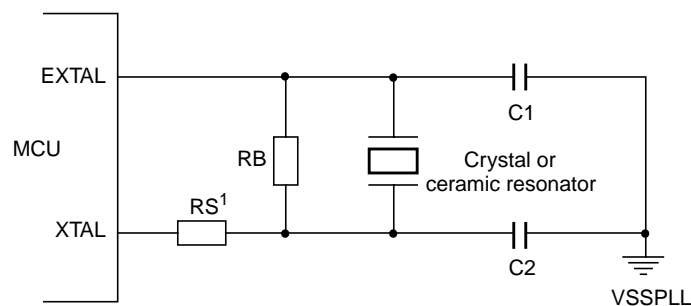 EXTAL
C1
MCU
RB
Crystal or
ceramic resonator
RS¹
XTAL
C2
VSSPLL